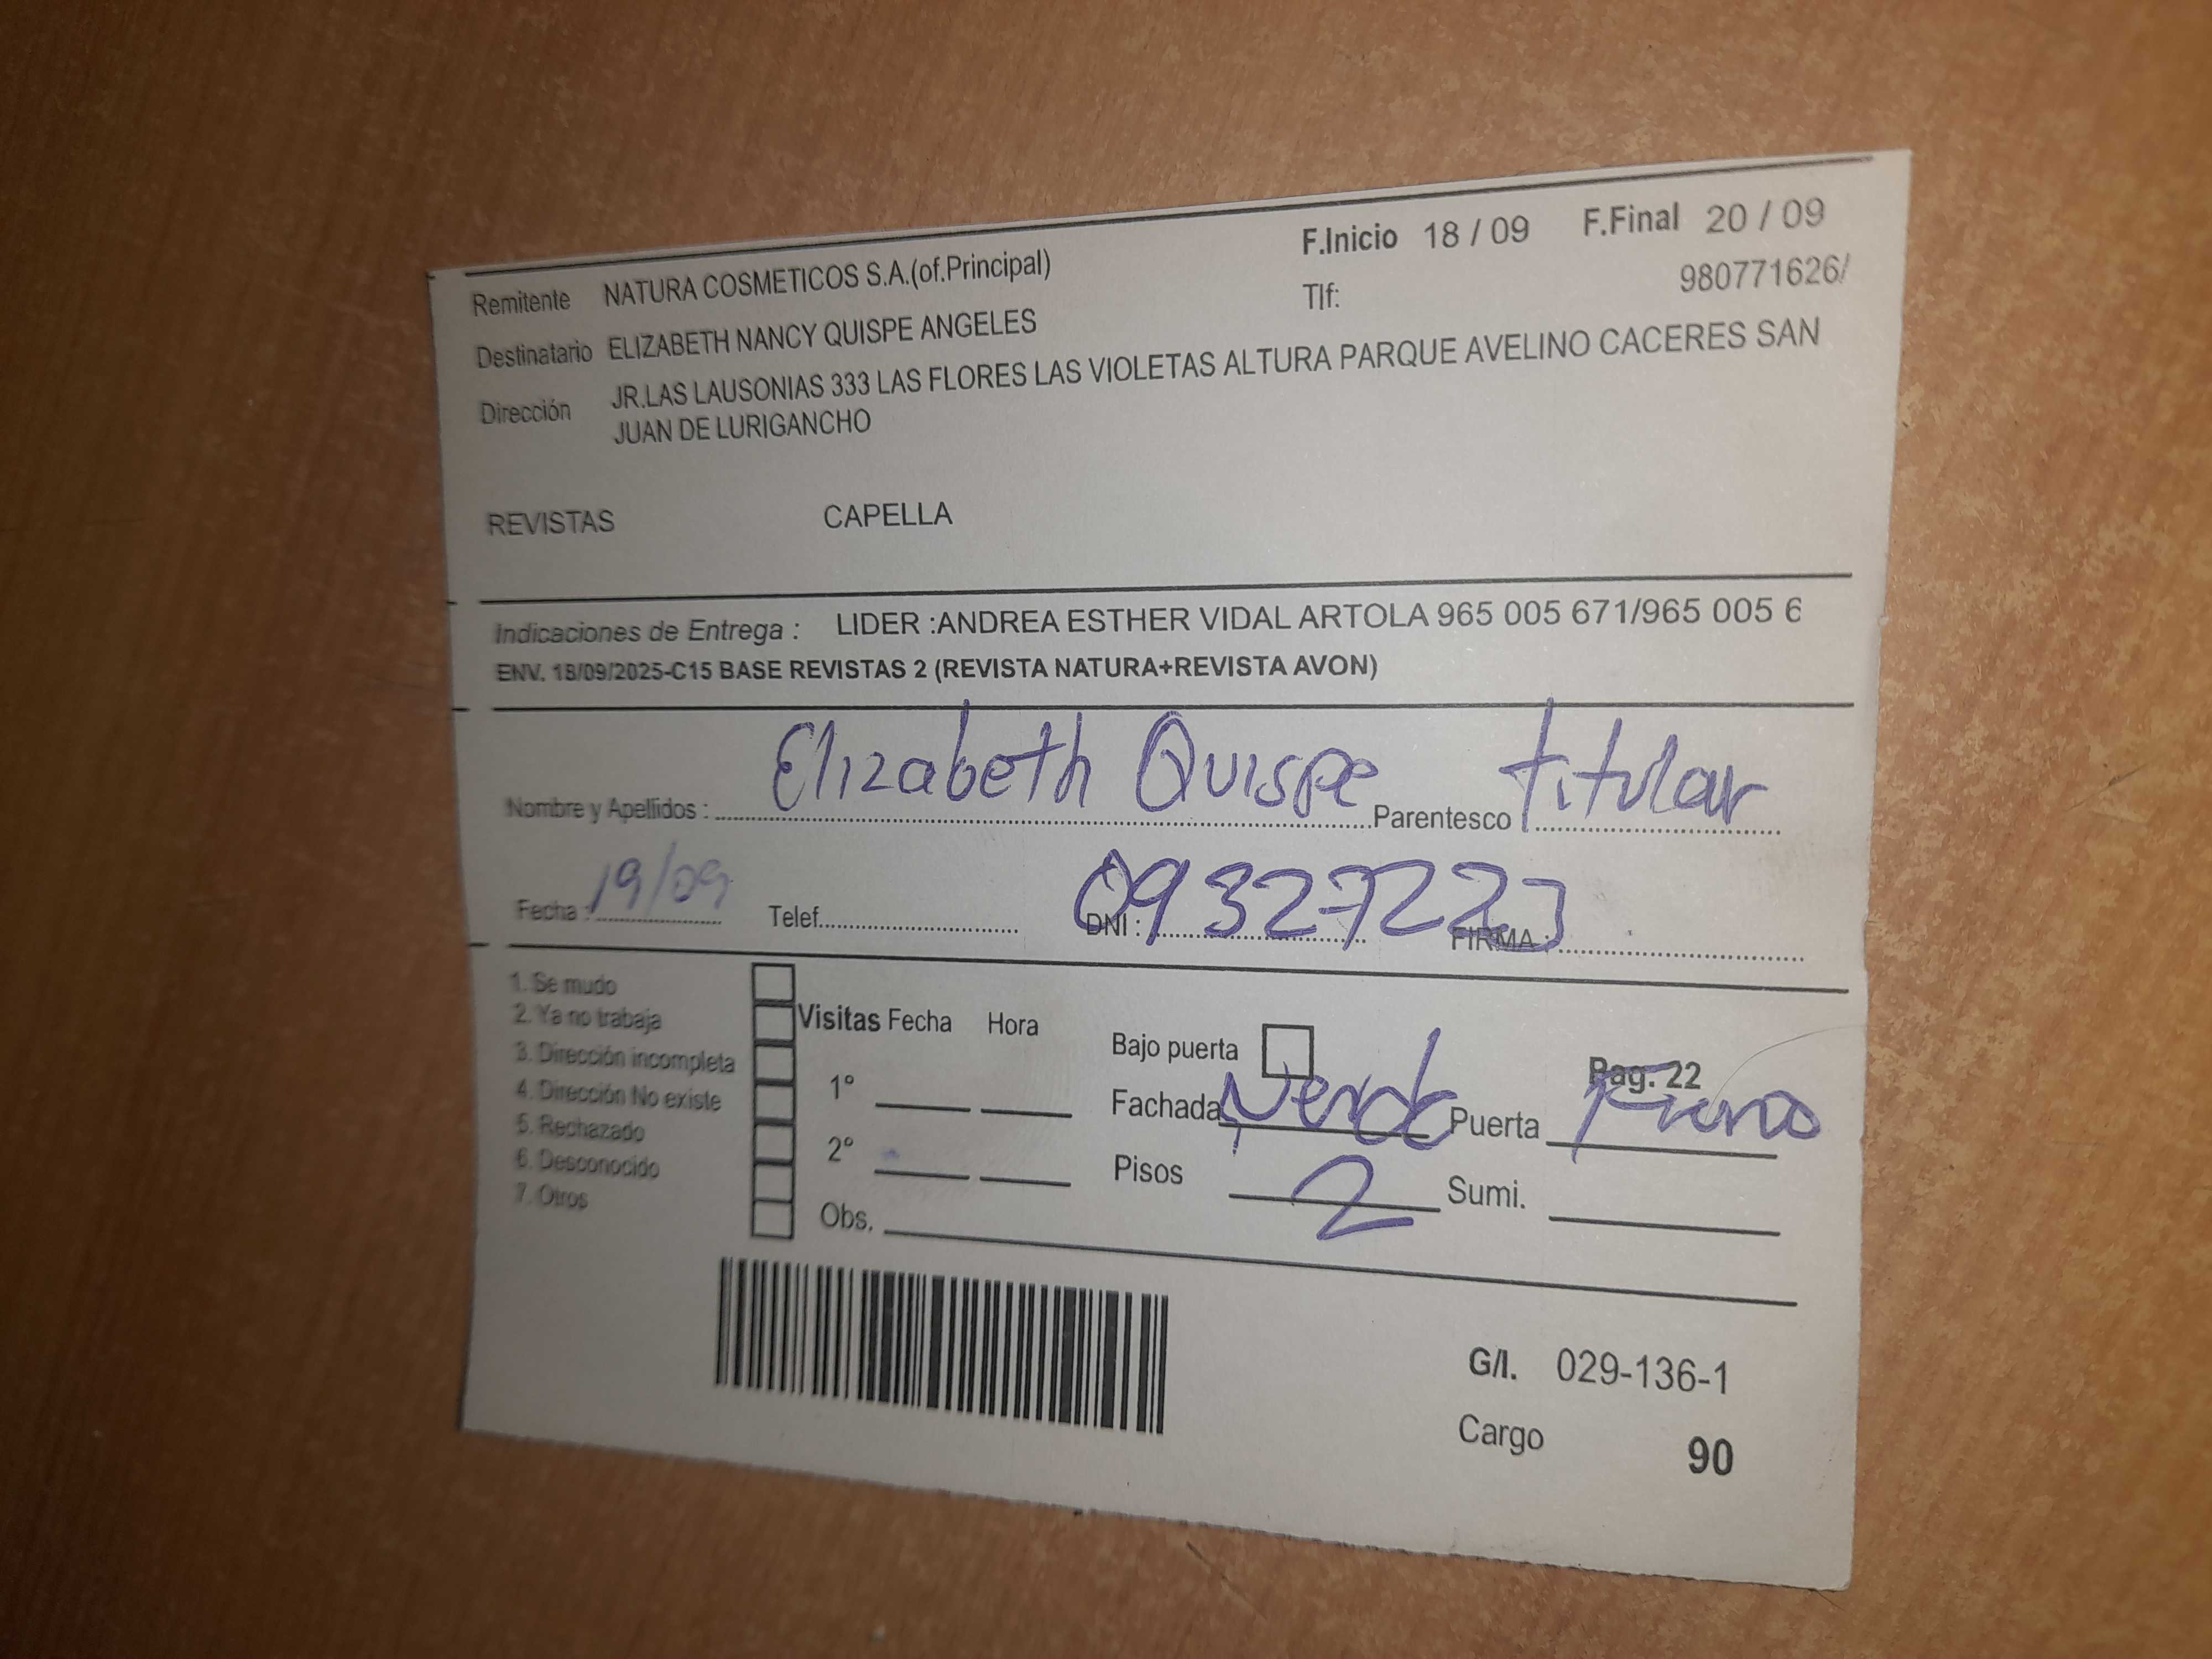 F.Inicio 18 / 09 F.Final 20 / 09
Remitente NATURA COSMETICOS S.A.(of.Principal) Tlf: 980771626/
Destinatario ELIZABETH NANCY QUISPE ANGELES
Dirección JR.LAS LAUSONIAS 333 LAS FLORES LAS VIOLETAS ALTURA PARQUE AVELINO CACERES SAN
JUAN DE LURIGANCHO
REVISTAS CAPELLA
Indicaciones de Entrega : LIDER :ANDREA ESTHER VIDAL ARTOLA 965 005 671/965 005 6
ENV. 18/09/2025-C15 BASE REVISTAS 2 (REVISTA NATURA+REVISTA AVON)
Nombre y Apellidos : Elizabeth Quispe Parentesco titular
Fecha : 19/09 Telef. DNI : 09327223 FIRMA :
1. Se mudo
2. Ya no trabaja Visitas Fecha Hora
3. Dirección incompleta Bajo puerta Pag. 22
4. Dirección No existe 1° Fachada Verde Puerta
5. Rechazado
6. Desconocido 2° Pisos 2 Sumi.
7. Otros Obs.
G/I. 029-136-1
Cargo 90